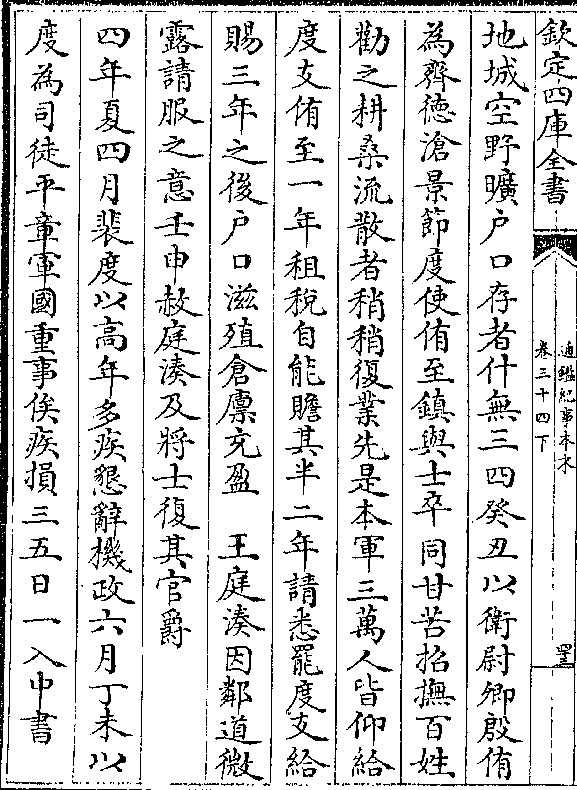 欽定四庫全書
通鑑紀事本末
卷三十四下
地城空野曠户口存者什無三四癸丑以衛尉卿殷侑
為齊徳滄景節度使侑至鎮與士卒同甘苦招撫百姓
勸之耕桑流散者稍稍復業先是本軍三萬人皆仰給
度支侑至一年租稅自能贍其半二年請悉罷度支給
賜三年之後户口滋殖倉廪充盈　王庭湊因鄰道微
露請服之意壬申赦庭湊及將士復其官爵
四年夏四月裴度以高年多疾懇辭機政六月丁未以
度為司徒平章軍國重事俟疾損三五日一入中書